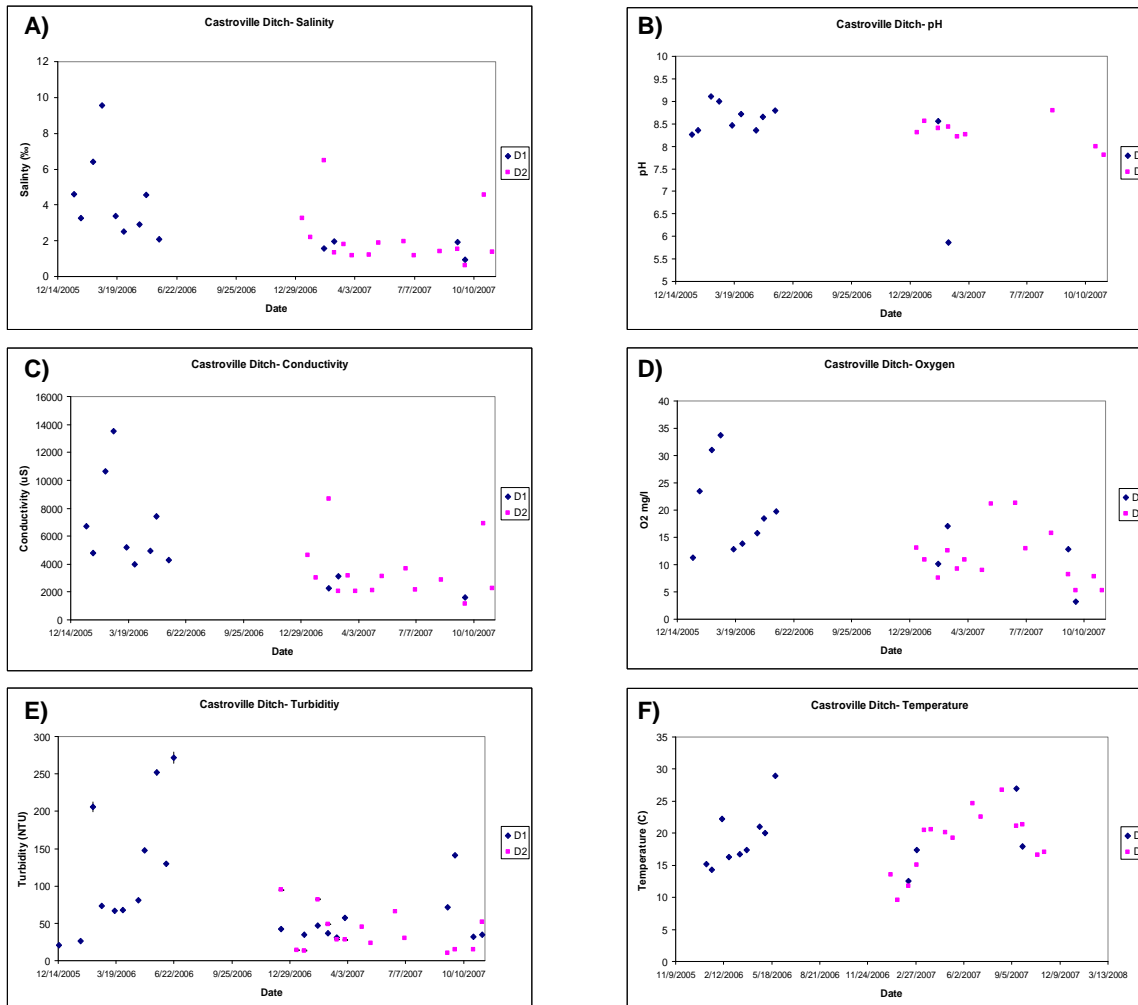 A)
Castroville Ditch- Salinity
12
10
8
6
4
2
0
Salinty (‰)
12/14/2005 3/19/2006 6/22/2006 9/25/2006 12/29/2006 4/3/2007 7/7/2007 10/10/2007
Date
D1
D2
B)
Castroville Ditch- pH
10
9.5
9
8.5
8
7.5
7
6.5
6
5.5
5
pH
12/14/2005 3/19/2006 6/22/2006 9/25/2006 12/29/2006 4/3/2007 7/7/2007 10/10/2007
Date
C)
Castroville Ditch- Conductivity
16000
14000
12000
10000
8000
6000
4000
2000
0
Conductivity (uS)
12/14/2005 3/19/2006 6/22/2006 9/25/2006 12/29/2006 4/3/2007 7/7/2007 10/10/2007
Date
D1
D2
D)
Castroville Ditch- Oxygen
40
35
30
25
20
15
10
5
0
O2 mg/l
12/14/2005 3/19/2006 6/22/2006 9/25/2006 12/29/2006 4/3/2007 7/7/2007 10/10/2007
Date
E)
Castroville Ditch- Turbiditiy
300
250
200
150
100
50
0
Turbidity (NTU)
12/14/2005 3/19/2006 6/22/2006 9/25/2006 12/29/2006 4/3/2007 7/7/2007 10/10/2007
Date
D1
D2
F)
Castroville Ditch- Temperature
35
30
25
20
15
10
5
0
Temperature (C)
11/9/2005 2/12/2006 5/18/2006 8/21/2006 11/24/2006 2/27/2007 6/2/2007 9/5/2007 12/9/2007 3/13/2008
Date